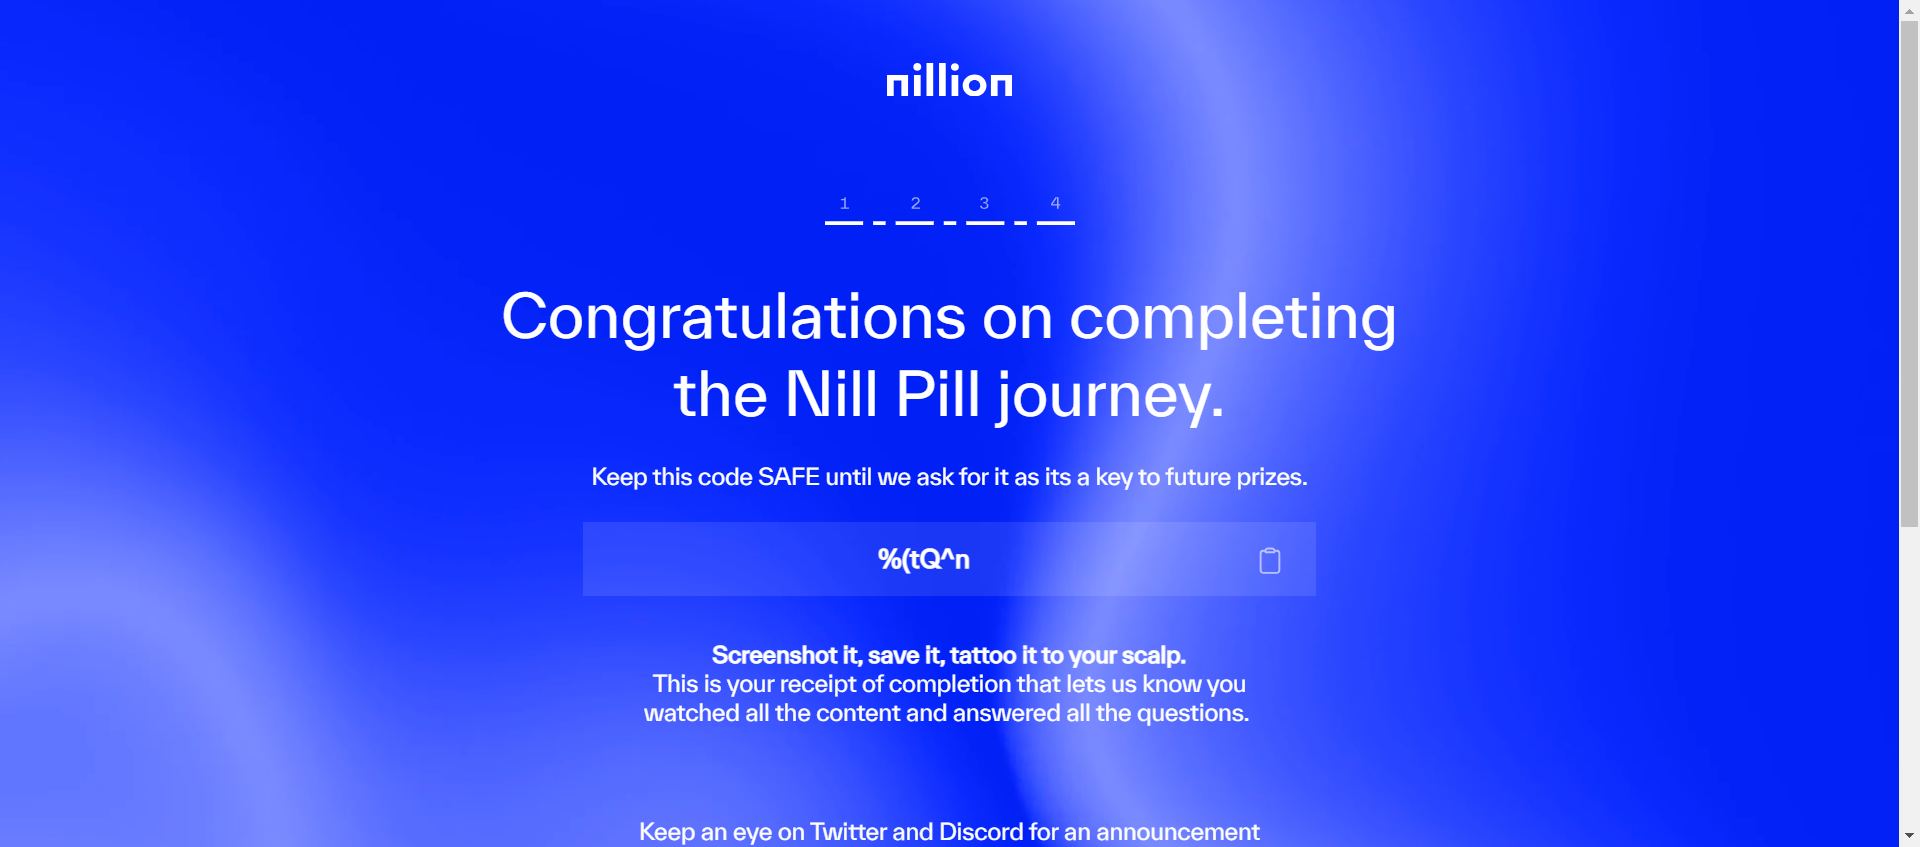 nillion
1 2 3 4
Congratulations on completing
the Nill Pill journey.
Keep this code SAFE until we ask for it as its a key to future prizes.
%(tQ^n
Screenshot it, save it, tattoo it to your scalp.
This is your receipt of completion that lets us know you
watched all the content and answered all the questions.
Keep an eye on Twitter and Discord for an announcement